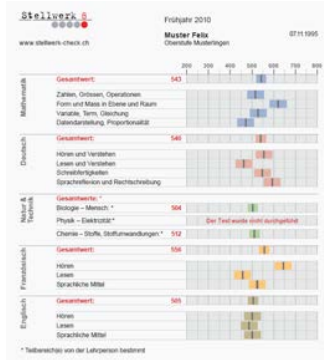 Stellwerk 8
Frühjahr 2010
www.stellwerk-check.ch
Muster Felix
07.11.1995
Oberstufe Musterlingen
200 300 400 500 600 700 800
Mathematik
Gesamtwert: 543
Zahlen, Grössen, Operationen
Form und Mass in Ebene und Raum
Variable, Term, Gleichung
Datendarstellung, Proportionalität
Deutsch
Gesamtwert: 540
Hören und Verstehen
Lesen und Verstehen
Schreibfertigkeiten
Sprachreflexion und Rechtschreibung
Natur & Technik
Gesamtwerte: *
Biologie – Mensch: * 504
Physik – Elektrizität:* Der Test wurde nicht durchgeführt
Chemie – Stoffe, Stoffumwandlungen:* 512
Französisch
Gesamtwert: 556
Hören
Lesen
Sprachliche Mittel
Englisch
Gesamtwert: 505
Hören
Lesen
Sprachliche Mittel
* Teilbereich(e) von der Lehrperson bestimmt